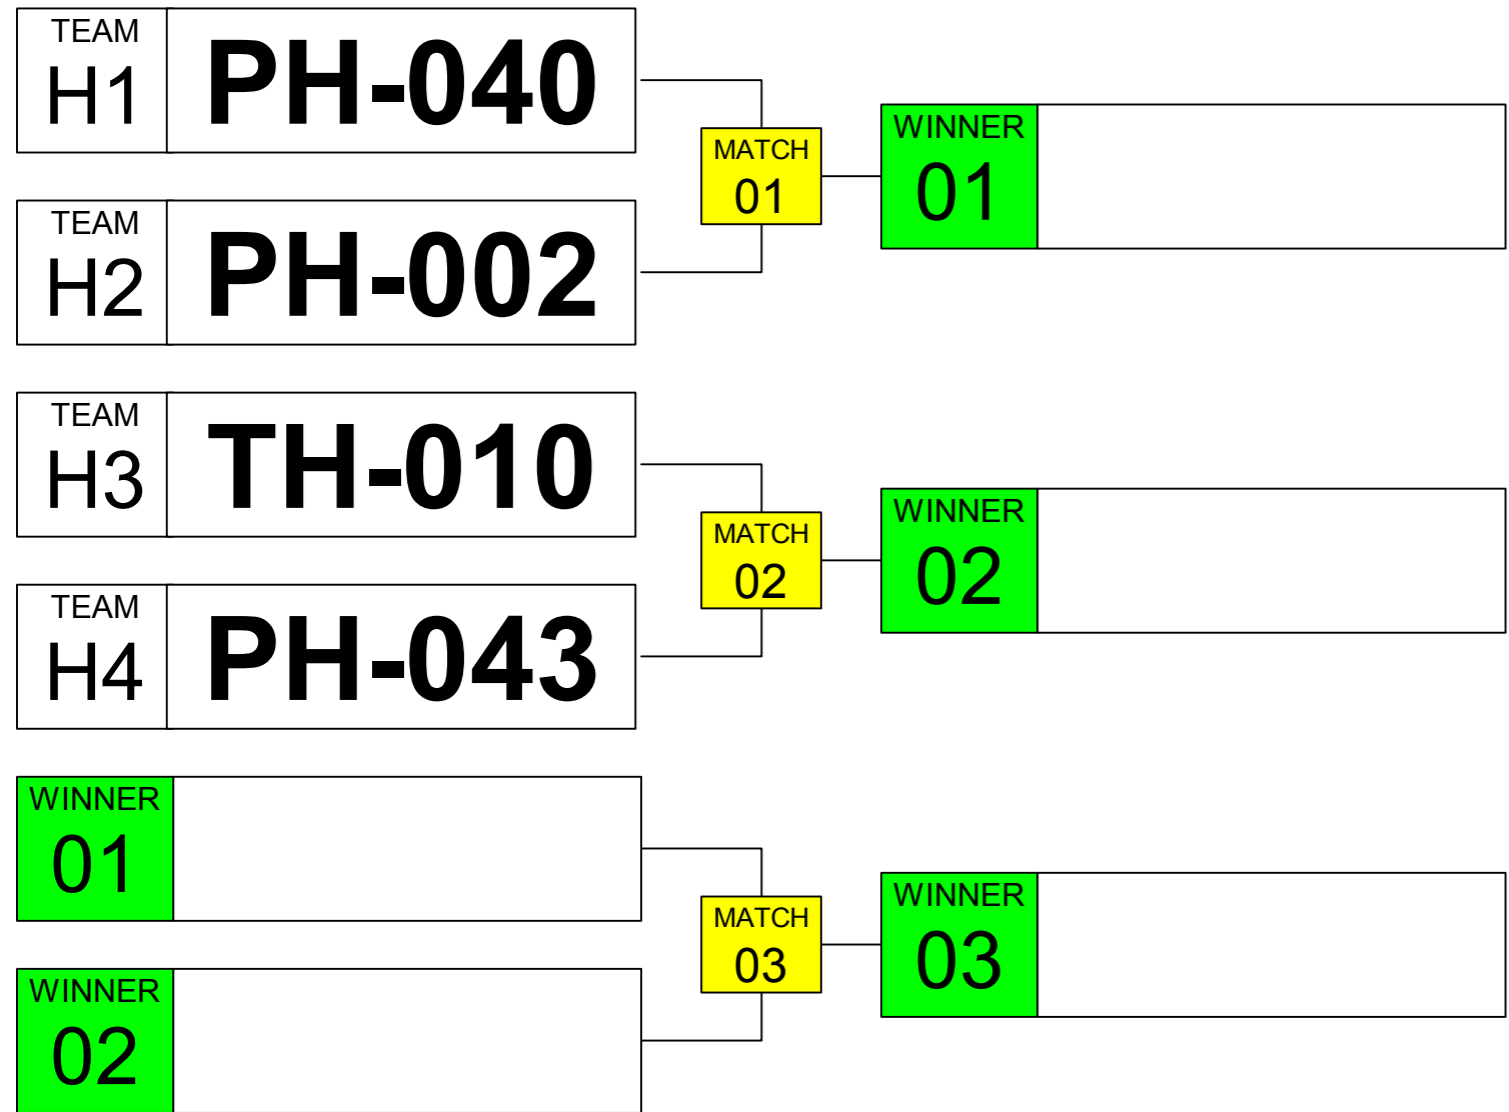 TEAM
H1
PH-040
TEAM
H2
PH-002
MATCH
01
WINNER
01
TEAM
H3
TH-010
TEAM
H4
PH-043
MATCH
02
WINNER
02
WINNER
01
WINNER
02
MATCH
03
WINNER
03